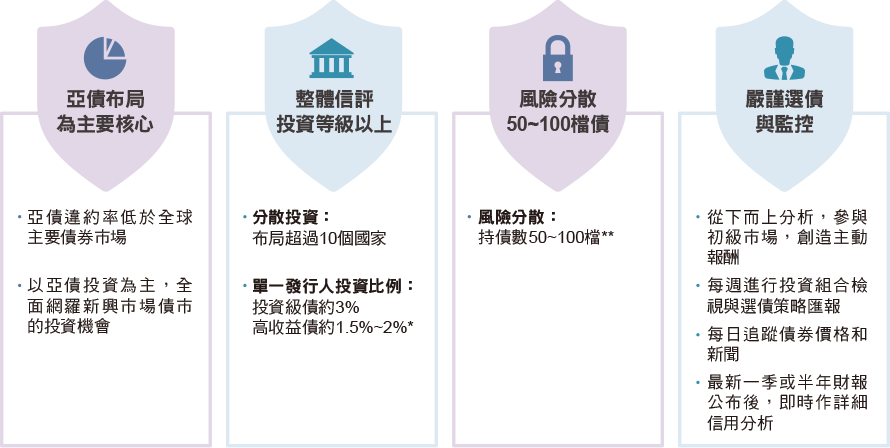 亞債布局
為主要核心
・亞債違約率低於全球
主要債券市場
・以亞債投資為主，全
面網羅新興市場債市
的投資機會
整體信評
投資等級以上
・分散投資：
布局超過10個國家
・單一發行人投資比例：
投資級債約3%
高收益債約1.5%~2%*
風險分散
50~100檔債
・風險分散：
持債數50~100檔**
嚴謹選債
與監控
・從下而上分析，參與
初級市場，創造主動
報酬
・每週進行投資組合檢
視與選債策略匯報
・每日追蹤債券價格和
新聞
・最新一季或半年財報
公布後，即時作詳細
信用分析